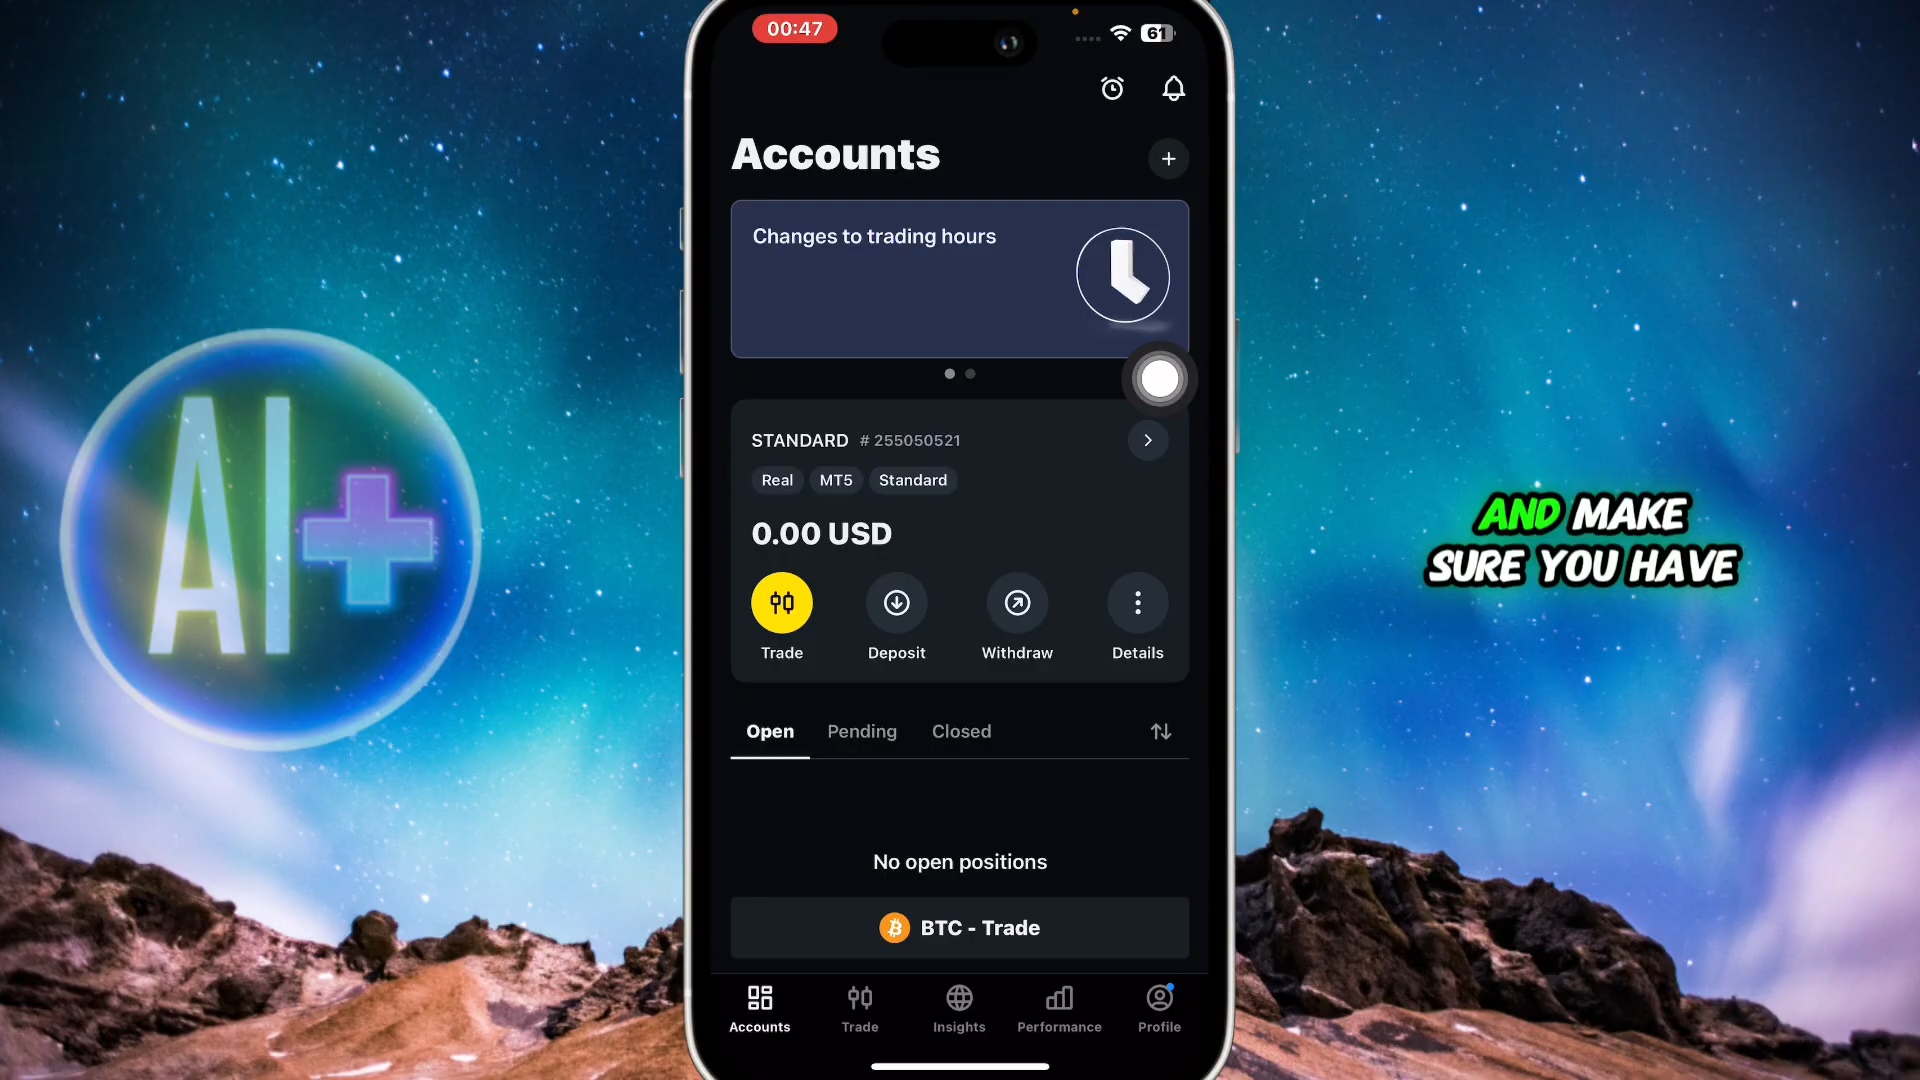 00:47
61
Accounts
+
Changes to trading hours
STANDARD # 255050521
Real MT5 Standard
0.00 USD
Trade Deposit Withdraw Details
Open Pending Closed
No open positions
BTC - Trade
Accounts Trade Insights Performance Profile
AI+
AND MAKE
SURE YOU HAVE